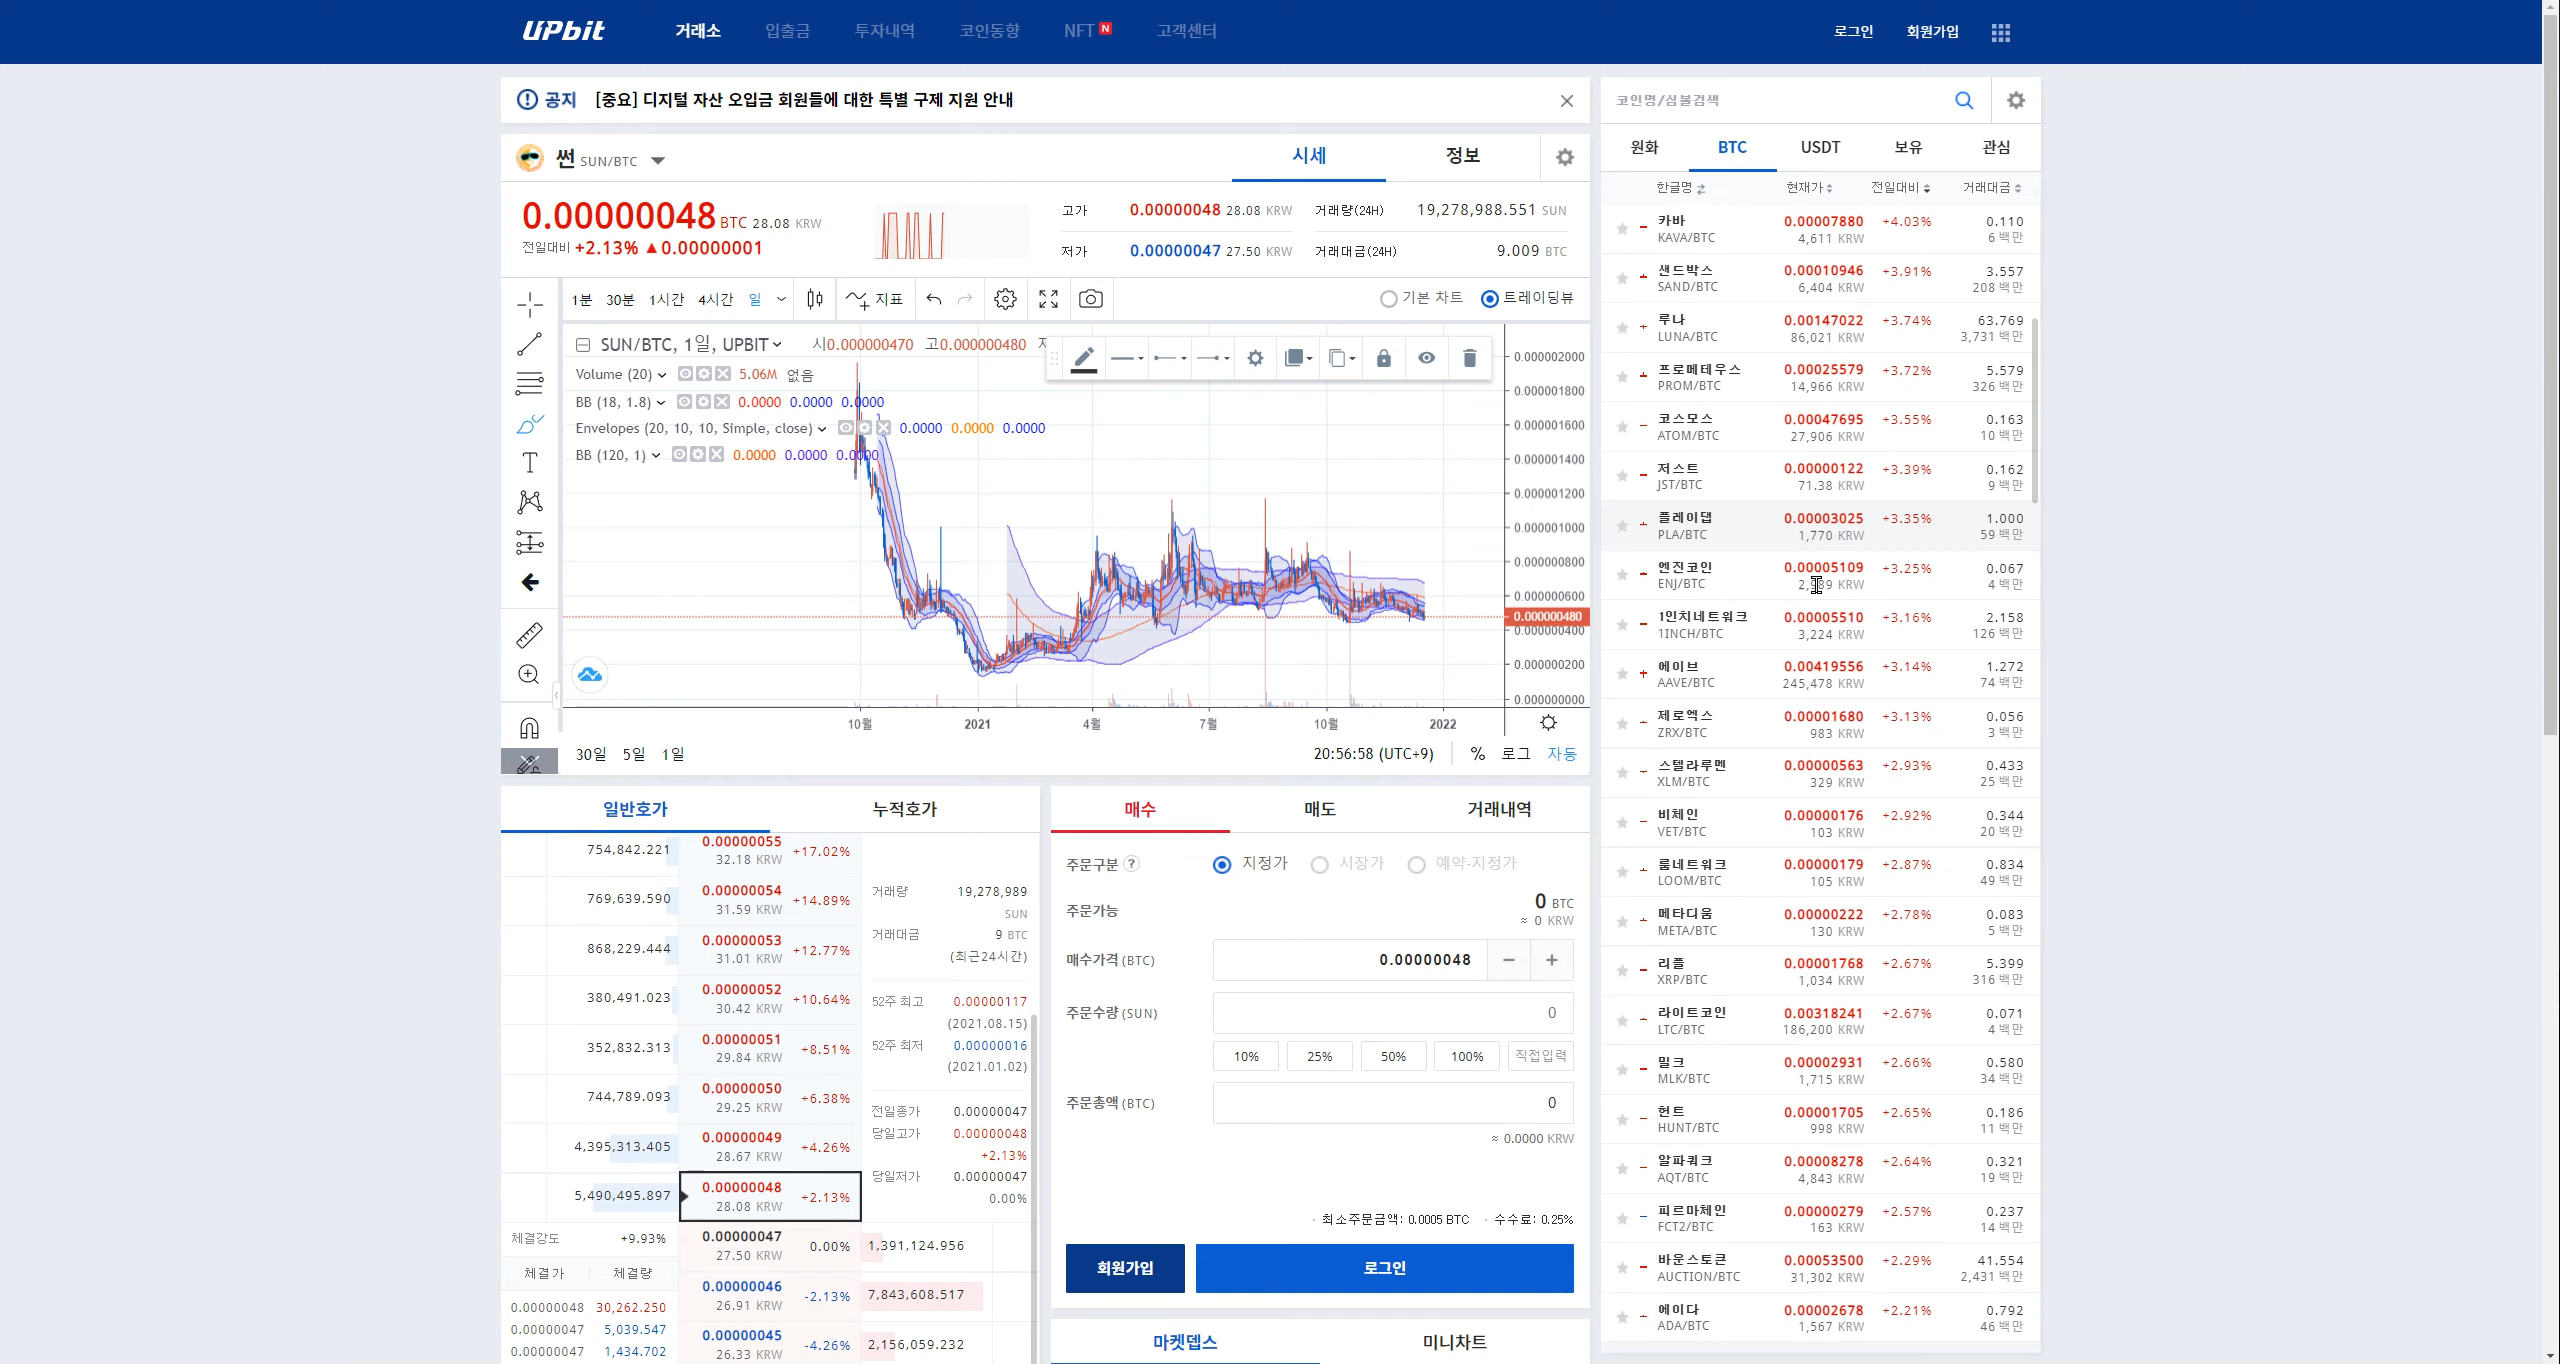 UPbit 거래소 입출금 투자내역 코인동향 NFT N 고객센터 로그인 회원가입
공지 [중요] 디지털 자산 오입금 회원들에 대한 특별 구제 지원 안내
썬 SUN/BTC 시세 정보
0.00000048 BTC 28.08 KRW
전일대비 +2.13% ▲0.00000001
고가 0.00000048 28.08 KRW 거래량(24H) 19,278,988.551 SUN
저가 0.00000047 27.50 KRW 거래대금(24H) 9.009 BTC
1분 30분 1시간 4시간 일 지표 기본 차트 트레이딩뷰
SUN/BTC, 1일, UPBIT 시0.000000470 고0.000000480
Volume (20) 5.06M 없음
BB (18, 1.8) 0.0000 0.0000 0.0000
Envelopes (20, 10, 10, Simple, close) 0.0000 0.0000 0.0000
BB (120, 1) 0.0000 0.0000 0.0000
0.000002000
0.000001800
0.000001600
0.000001400
0.000001200
0.000001000
0.000000800
0.000000600
0.000000480
0.000000400
0.000000200
0.000000000
10월 2021 4월 7월 10월 2022
30일 5일 1일 20:56:58 (UTC+9) % 로그 자동
일반호가 누적호가
754,842.221 0.00000055 +17.02%
32.18 KRW
769,639.590 0.00000054 +14.89%
31.59 KRW
868,229.444 0.00000053 +12.77%
31.01 KRW
380,491.023 0.00000052 +10.64%
30.42 KRW
352,832.313 0.00000051 +8.51%
29.84 KRW
744,789.093 0.00000050 +6.38%
29.25 KRW
4,395,313.405 0.00000049 +4.26%
28.67 KRW
5,490,495.897 0.00000048 +2.13%
28.08 KRW
0.00000047 0.00% 1,391,124.956
27.50 KRW
0.00000046 -2.13% 7,843,608.517
26.91 KRW
0.00000045 -4.26% 2,156,059.232
26.33 KRW
거래량 19,278,989
SUN
거래대금 9 BTC
(최근24시간)
52주 최고 0.00000117
(2021.08.15)
52주 최저 0.00000016
(2021.01.02)
전일종가 0.00000047
당일고가 0.00000048
+2.13%
당일저가 0.00000047
0.00%
체결강도 +9.93%
체결가 체결량
0.00000048 30,262.250
0.00000047 5,039.547
0.00000047 1,434.702
매수 매도 거래내역
주문구분 ? 지정가 시장가 예약-지정가
주문가능 0 BTC
≈ 0 KRW
매수가격 (BTC) 0.00000048 − +
주문수량 (SUN) 0
10% 25% 50% 100% 직접입력
주문총액 (BTC) 0
≈ 0.0000 KRW
· 최소주문금액: 0.0005 BTC · 수수료: 0.25%
회원가입 로그인
마켓뎁스 미니차트
코인명/심볼검색
원화 BTC USDT 보유 관심
한글명 현재가 전일대비 거래대금
카바 0.00007880 +4.03% 0.110
KAVA/BTC 4,611 KRW 6 백만
샌드박스 0.00010946 +3.91% 3.557
SAND/BTC 6,404 KRW 208 백만
루나 0.00147022 +3.74% 63.769
LUNA/BTC 86,021 KRW 3,731 백만
프로메테우스 0.00025579 +3.72% 5.579
PROM/BTC 14,966 KRW 326 백만
코스모스 0.00047695 +3.55% 0.163
ATOM/BTC 27,906 KRW 10 백만
저스트 0.00000122 +3.39% 0.162
JST/BTC 71.38 KRW 9 백만
플레이댑 0.00003025 +3.35% 1.000
PLA/BTC 1,770 KRW 59 백만
엔진코인 0.00005109 +3.25% 0.067
ENJ/BTC KRW 4 백만
1인치네트워크 0.00005510 +3.16% 2.158
1INCH/BTC 3,224 KRW 126 백만
에이브 0.00419556 +3.14% 1.272
AAVE/BTC 245,478 KRW 74 백만
제로엑스 0.00001680 +3.13% 0.056
ZRX/BTC 983 KRW 3 백만
스텔라루멘 0.00000563 +2.93% 0.433
XLM/BTC 329 KRW 25 백만
비체인 0.00000176 +2.92% 0.344
VET/BTC 103 KRW 20 백만
룸네트워크 0.00000179 +2.87% 0.834
LOOM/BTC 105 KRW 49 백만
메타디움 0.00000222 +2.78% 0.083
META/BTC 130 KRW 5 백만
리플 0.00001768 +2.67% 5.399
XRP/BTC 1,034 KRW 316 백만
라이트코인 0.00318241 +2.67% 0.071
LTC/BTC 186,200 KRW 4 백만
밀크 0.00002931 +2.66% 0.580
MLK/BTC 1,715 KRW 34 백만
헌트 0.00001705 +2.65% 0.186
HUNT/BTC 998 KRW 11 백만
알파쿼크 0.00008278 +2.64% 0.321
AQT/BTC 4,843 KRW 19 백만
피르마체인 0.00000279 +2.57% 0.237
FCT2/BTC 163 KRW 14 백만
바운스토큰 0.00053500 +2.29% 41.554
AUCTION/BTC 31,302 KRW 2,431 백만
에이다 0.00002678 +2.21% 0.792
ADA/BTC 1,567 KRW 46 백만